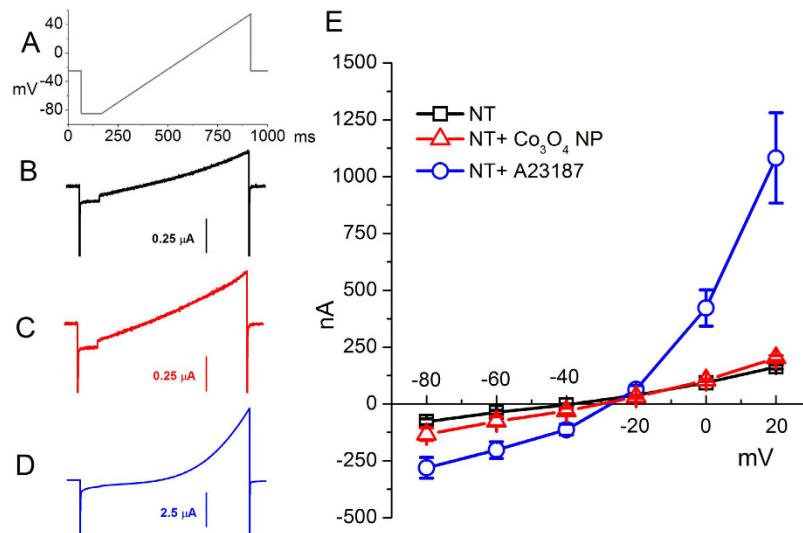 A
60
40
0
mV
-40
-80
0
250
500
750
1000
ms
B
0.25 µA
C
0.25 µA
D
2.5 µA
E
1500
1250
1000
750
500
250
0
-250
-500
nA
NT
NT+ Co₃O₄ NP
NT+ A23187
-80
-60
-40
-20
0
20
mV